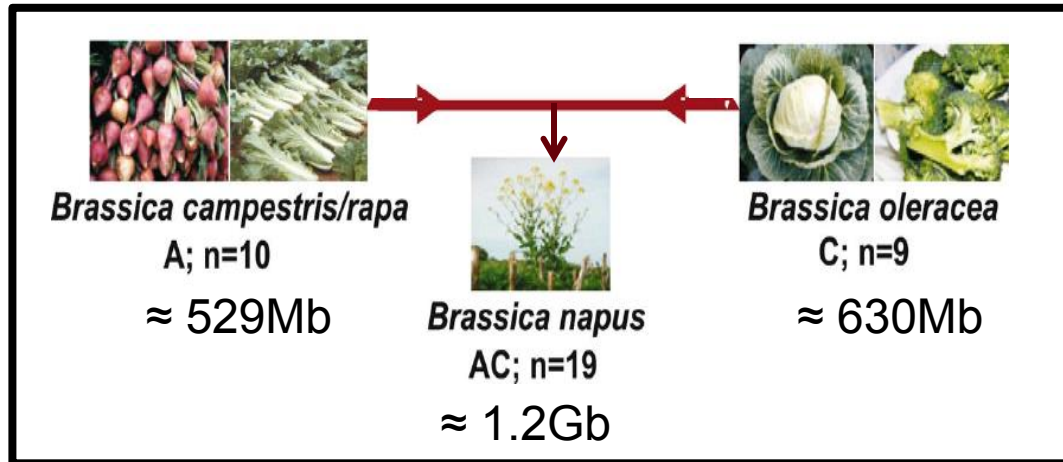 Brassica campestris/rapa
A; n=10
≈ 529Mb
Brassica napus
AC; n=19
≈ 1.2Gb
Brassica oleracea
C; n=9
≈ 630Mb